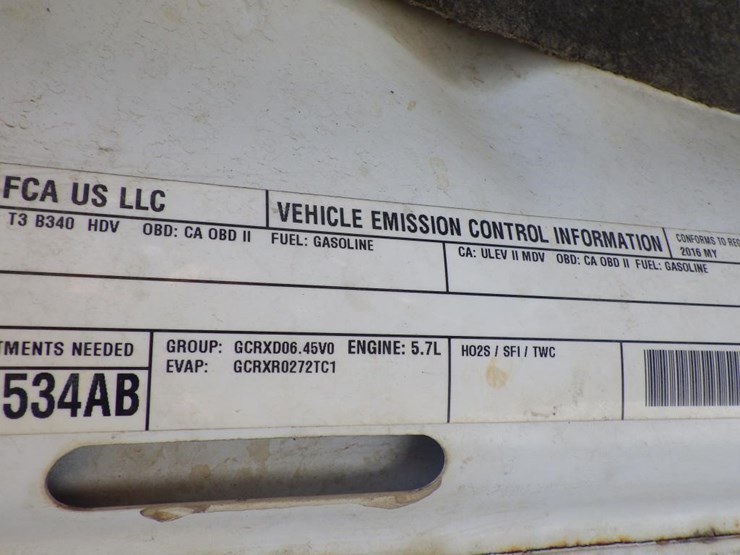 FCA US LLC
VEHICLE EMISSION CONTROL INFORMATION
CONFORMS TO
2016 MY
T3 B340 HDV OBD: CA OBD II FUEL: GASOLINE
CA: ULEV II MDV OBD: CA OBD II FUEL: GASOLINE
TMENTS NEEDED
534AB
GROUP: GCRXD06.45V0 ENGINE: 5.7L
EVAP: GCRXR0272TC1
HO2S / SFI / TWC